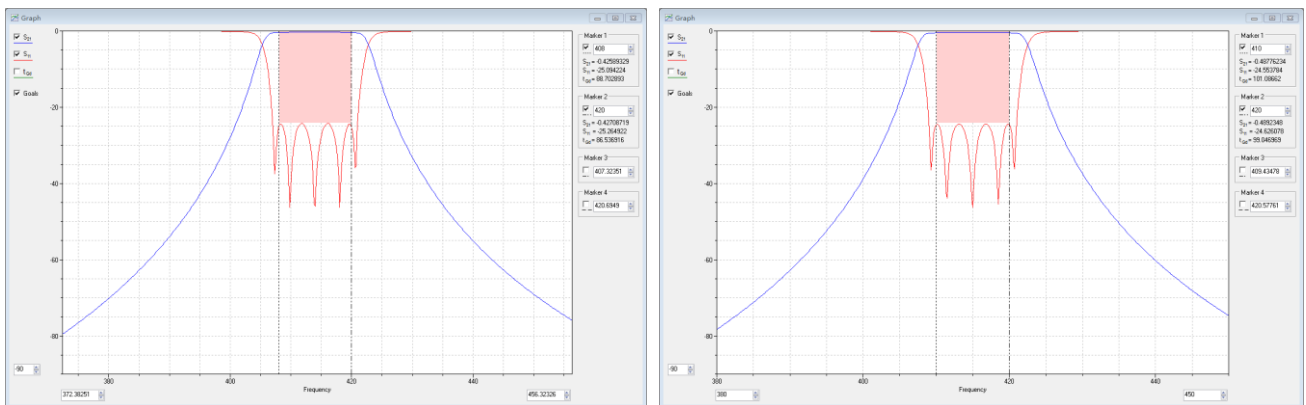 Graph
S21
S11
tGd
Goals
0
-20
-40
-60
-80
-90
380
400
420
440
372.38251
Frequency
456.32326
Marker 1
408
S21 = -0.42589329
S11 = -25.094224
tGd = 88.702893
Marker 2
420
S21 = -0.42708719
S11 = -25.264922
tGd = 86.536916
Marker 3
407.32351
Marker 4
420.6949
Graph
S21
S11
tGd
Goals
0
-20
-40
-60
-80
-90
380
400
420
440
380
Frequency
450
Marker 1
410
S21 = -0.48776234
S11 = -24.593784
tGd = 101.08662
Marker 2
420
S21 = -0.4892348
S11 = -24.626078
tGd = 99.046969
Marker 3
409.43478
Marker 4
420.57761